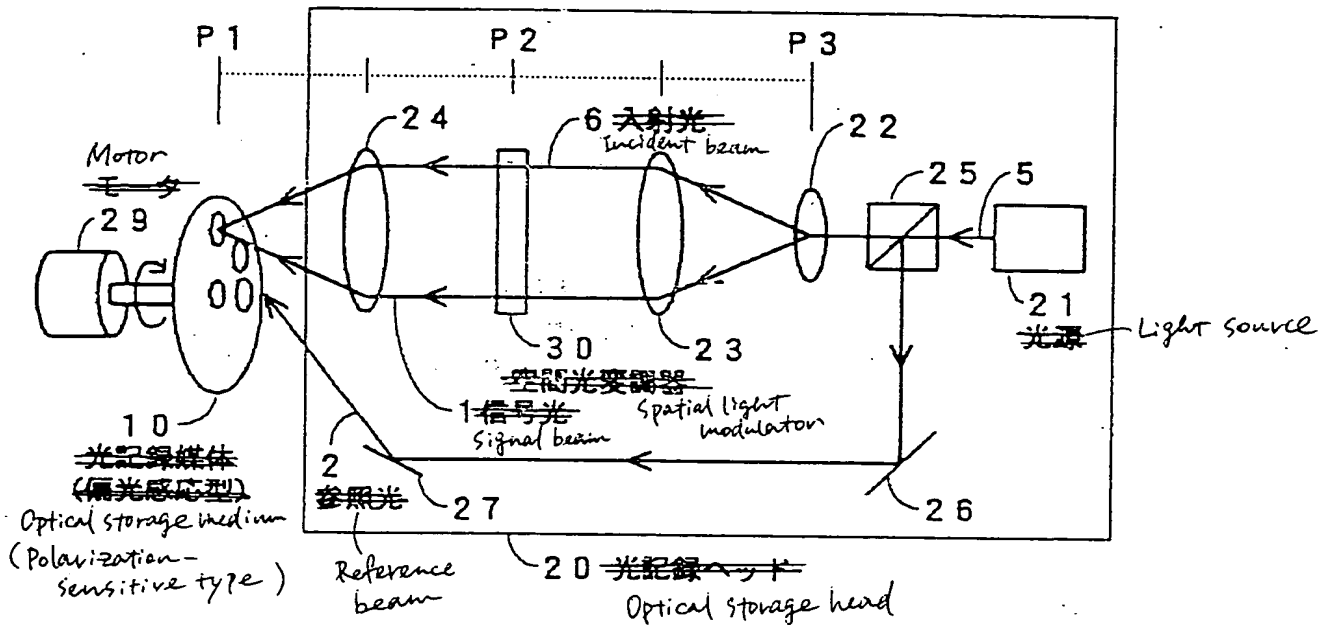 P1 P2 P3
24
6 入射光
Incident beam
22
25
5
Motor
モータ
29
21
光源
Light source
30
空間光変調器
Spatial light
modulator
23
1 信号光
Signal beam
10
光記録媒体
(偏光感応型)
Optical storage medium
(Polarization-
sensitive type)
2
参照光
Reference
beam
27
26
20 光記録ヘッド
Optical storage head